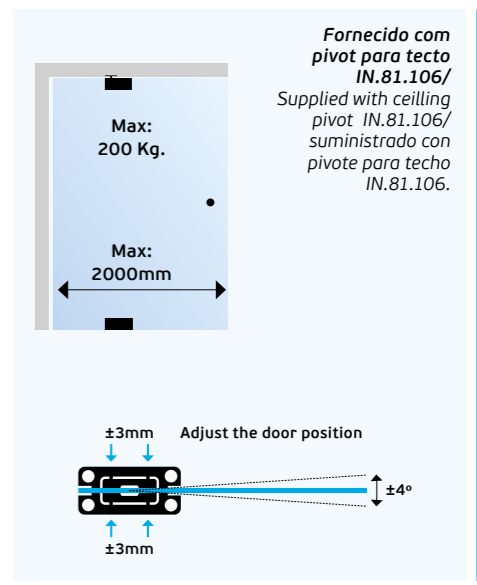 Fornecido com
pivot para tecto
IN.81.106/
Supplied with ceilling
pivot IN.81.106/
suministrado con
pivote para techo
IN.81.106.
Max:
200 Kg.
Max:
2000mm
±3mm Adjust the door position
±4º
±3mm